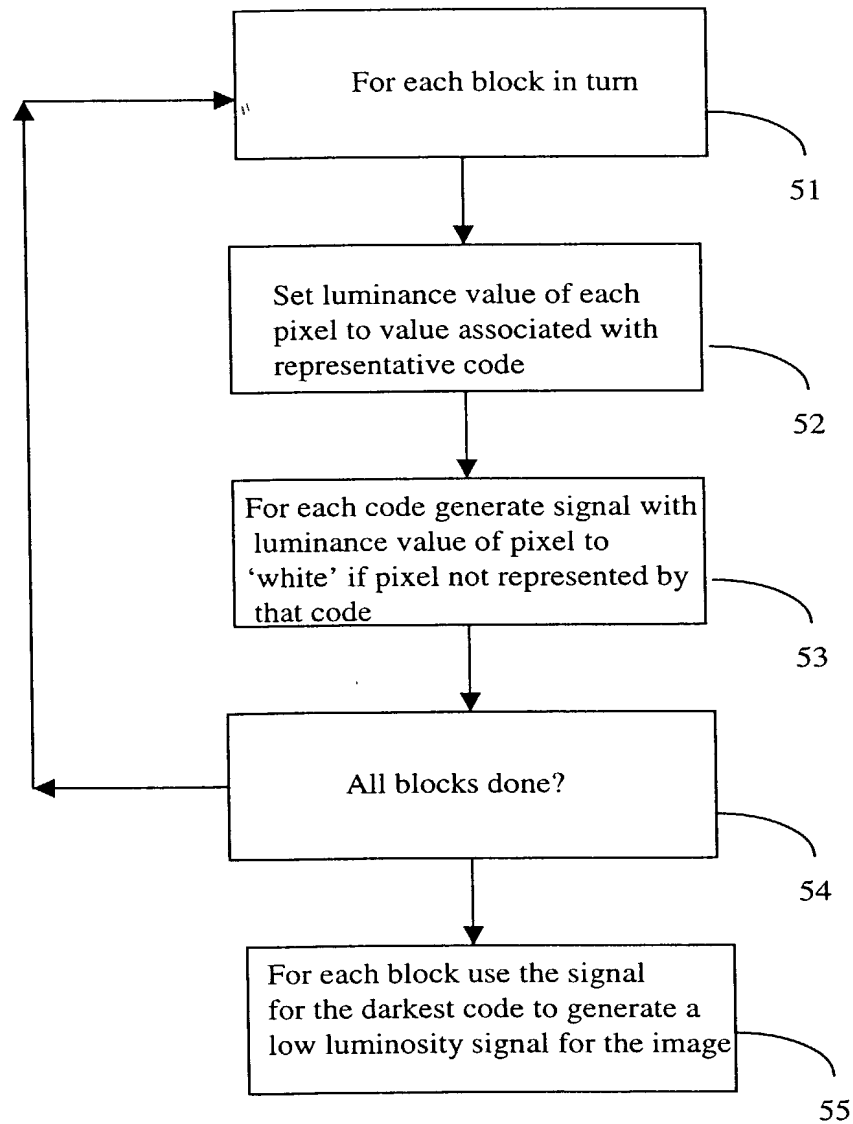 For each block in turn
51
Set luminance value of each
pixel to value associated with
representative code
52
For each code generate signal with
luminance value of pixel to
‘white’ if pixel not represented by
that code
53
All blocks done?
54
For each block use the signal
for the darkest code to generate a
low luminosity signal for the image
55